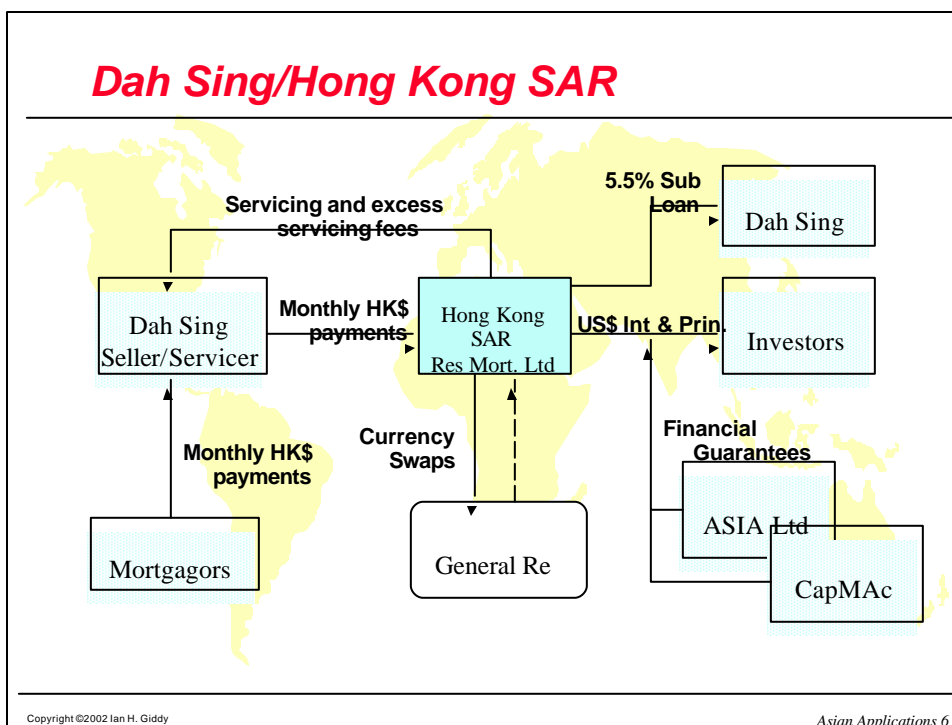 Dah Sing/Hong Kong SAR
5.5% Sub
Loan
Dah Sing
Servicing and excess
servicing fees
Dah Sing
Seller/Servicer
Monthly HK$
payments
Hong Kong
SAR
Res Mort. Ltd
US$ Int & Prin.
Investors
Monthly HK$
payments
Currency
Swaps
Financial
Guarantees
Mortgagors
General Re
ASIA Ltd
CapMAc
Copyright ©2002 Ian H. Giddy
Asian Applications 6